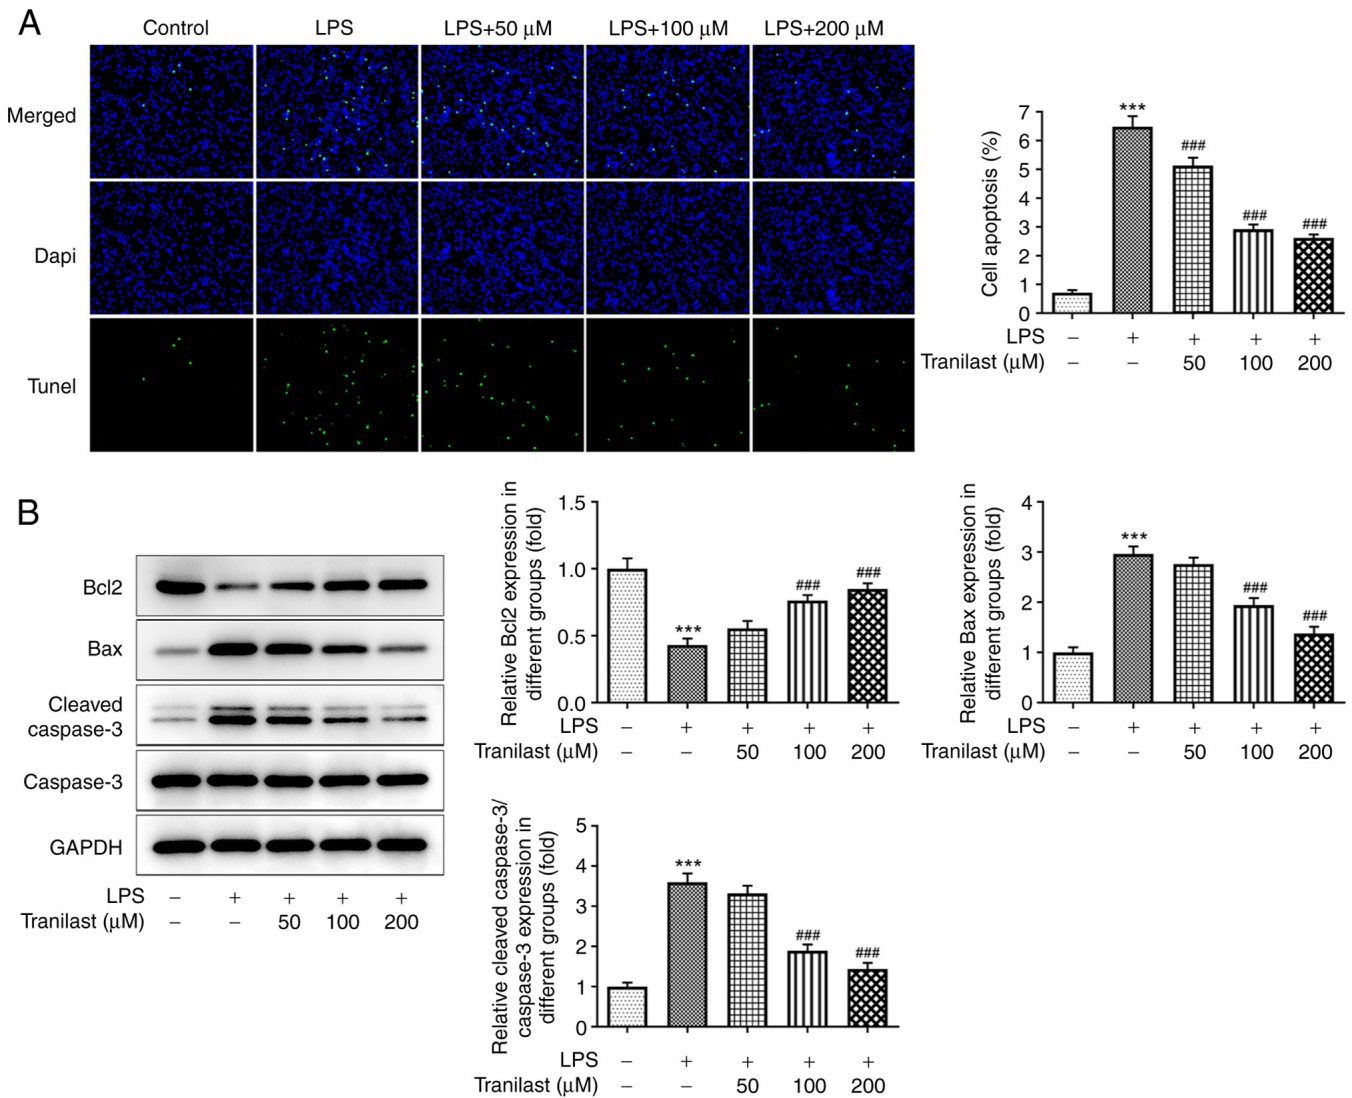 A
Control LPS LPS+50 μM LPS+100 μM LPS+200 μM
Merged
Dapi
Tunel
Cell apoptosis (%)
7
6
5
4
3
2
1
0
***
###
###
###
LPS − + + + +
Tranilast (μM) − − 50 100 200
B
Bcl2
Bax
Cleaved
caspase-3
Caspase-3
GAPDH
LPS − + + + +
Tranilast (μM) − − 50 100 200
Relative Bcl2 expression in
different groups (fold)
1.5
1.0
0.5
0.0
***
###
###
LPS − + + + +
Tranilast (μM) − − 50 100 200
Relative Bax expression in
different groups (fold)
4
3
2
1
0
***
###
###
LPS − + + + +
Tranilast (μM) − − 50 100 200
Relative cleaved caspase-3/
caspase-3 expression in
different groups (fold)
5
4
3
2
1
0
***
###
###
LPS − + + + +
Tranilast (μM) − − 50 100 200